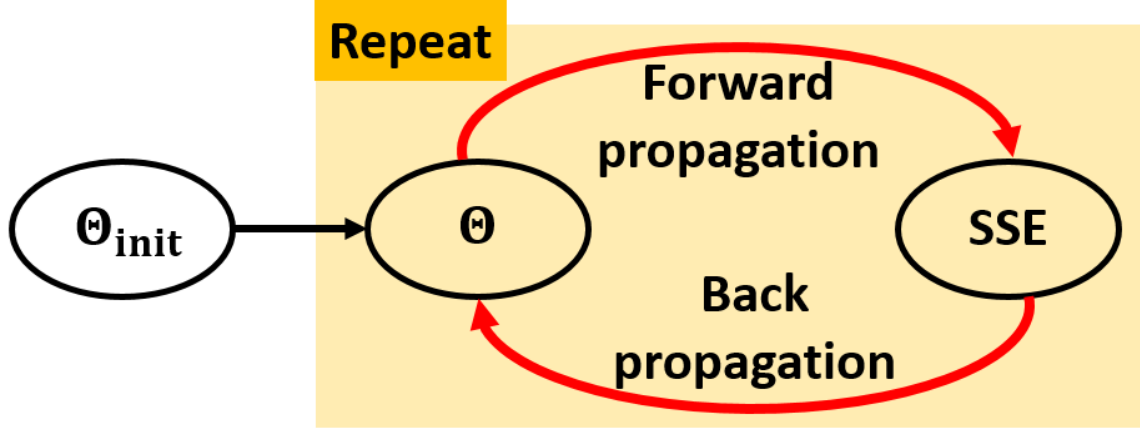 Repeat
Forward
propagation
Θinit
Θ
SSE
Back
propagation